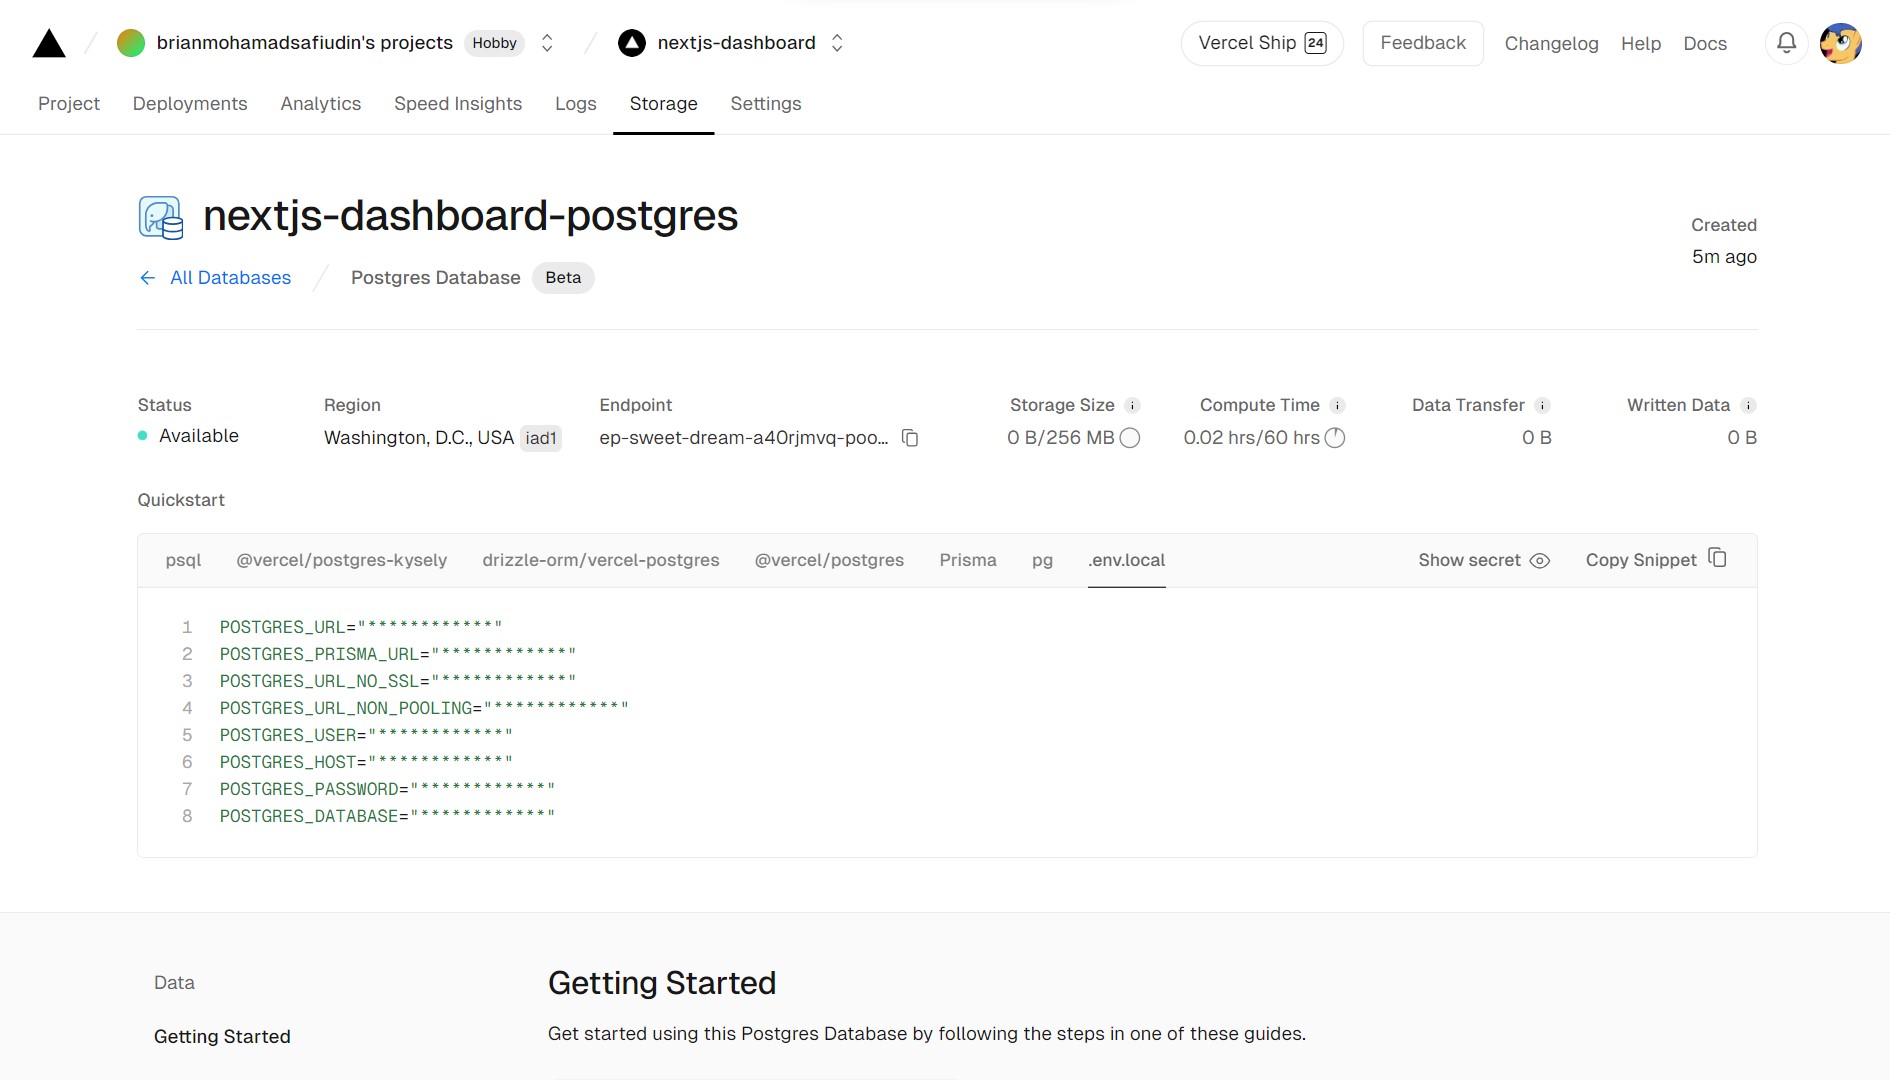 brianmohamadsafiudin's projects Hobby nextjs-dashboard Vercel Ship 24 Feedback Changelog Help Docs
Project Deployments Analytics Speed Insights Logs Storage Settings
nextjs-dashboard-postgres
Created
5m ago
← All Databases / Postgres Database Beta
Status Region Endpoint Storage Size Compute Time Data Transfer Written Data
Available Washington, D.C., USA iad1 ep-sweet-dream-a40rjmvq-poo... 0 B/256 MB 0.02 hrs/60 hrs 0 B 0 B
Quickstart
psql @vercel/postgres-kysely drizzle-orm/vercel-postgres @vercel/postgres Prisma pg .env.local Show secret Copy Snippet
1 POSTGRES_URL="************"
2 POSTGRES_PRISMA_URL="************"
3 POSTGRES_URL_NO_SSL="************"
4 POSTGRES_URL_NON_POOLING="************"
5 POSTGRES_USER="************"
6 POSTGRES_HOST="************"
7 POSTGRES_PASSWORD="************"
8 POSTGRES_DATABASE="************"
Data
Getting Started
Getting Started
Get started using this Postgres Database by following the steps in one of these guides.